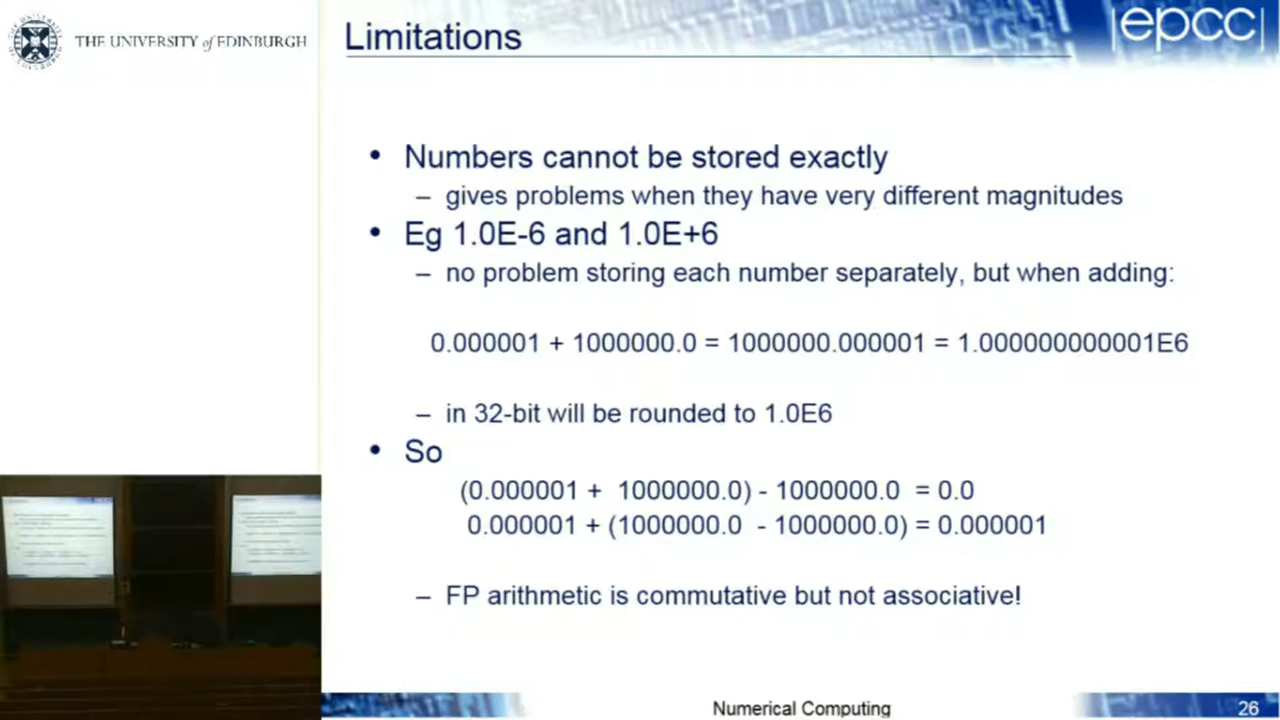 THE UNIVERSITY of EDINBURGH
Limitations
|epcc|
• Numbers cannot be stored exactly
– gives problems when they have very different magnitudes
• Eg 1.0E-6 and 1.0E+6
– no problem storing each number separately, but when adding:
0.000001 + 1000000.0 = 1000000.000001 = 1.000000000001E6
– in 32-bit will be rounded to 1.0E6
• So
(0.000001 + 1000000.0) - 1000000.0 = 0.0
0.000001 + (1000000.0 - 1000000.0) = 0.000001
– FP arithmetic is commutative but not associative!
Numerical Computing
26